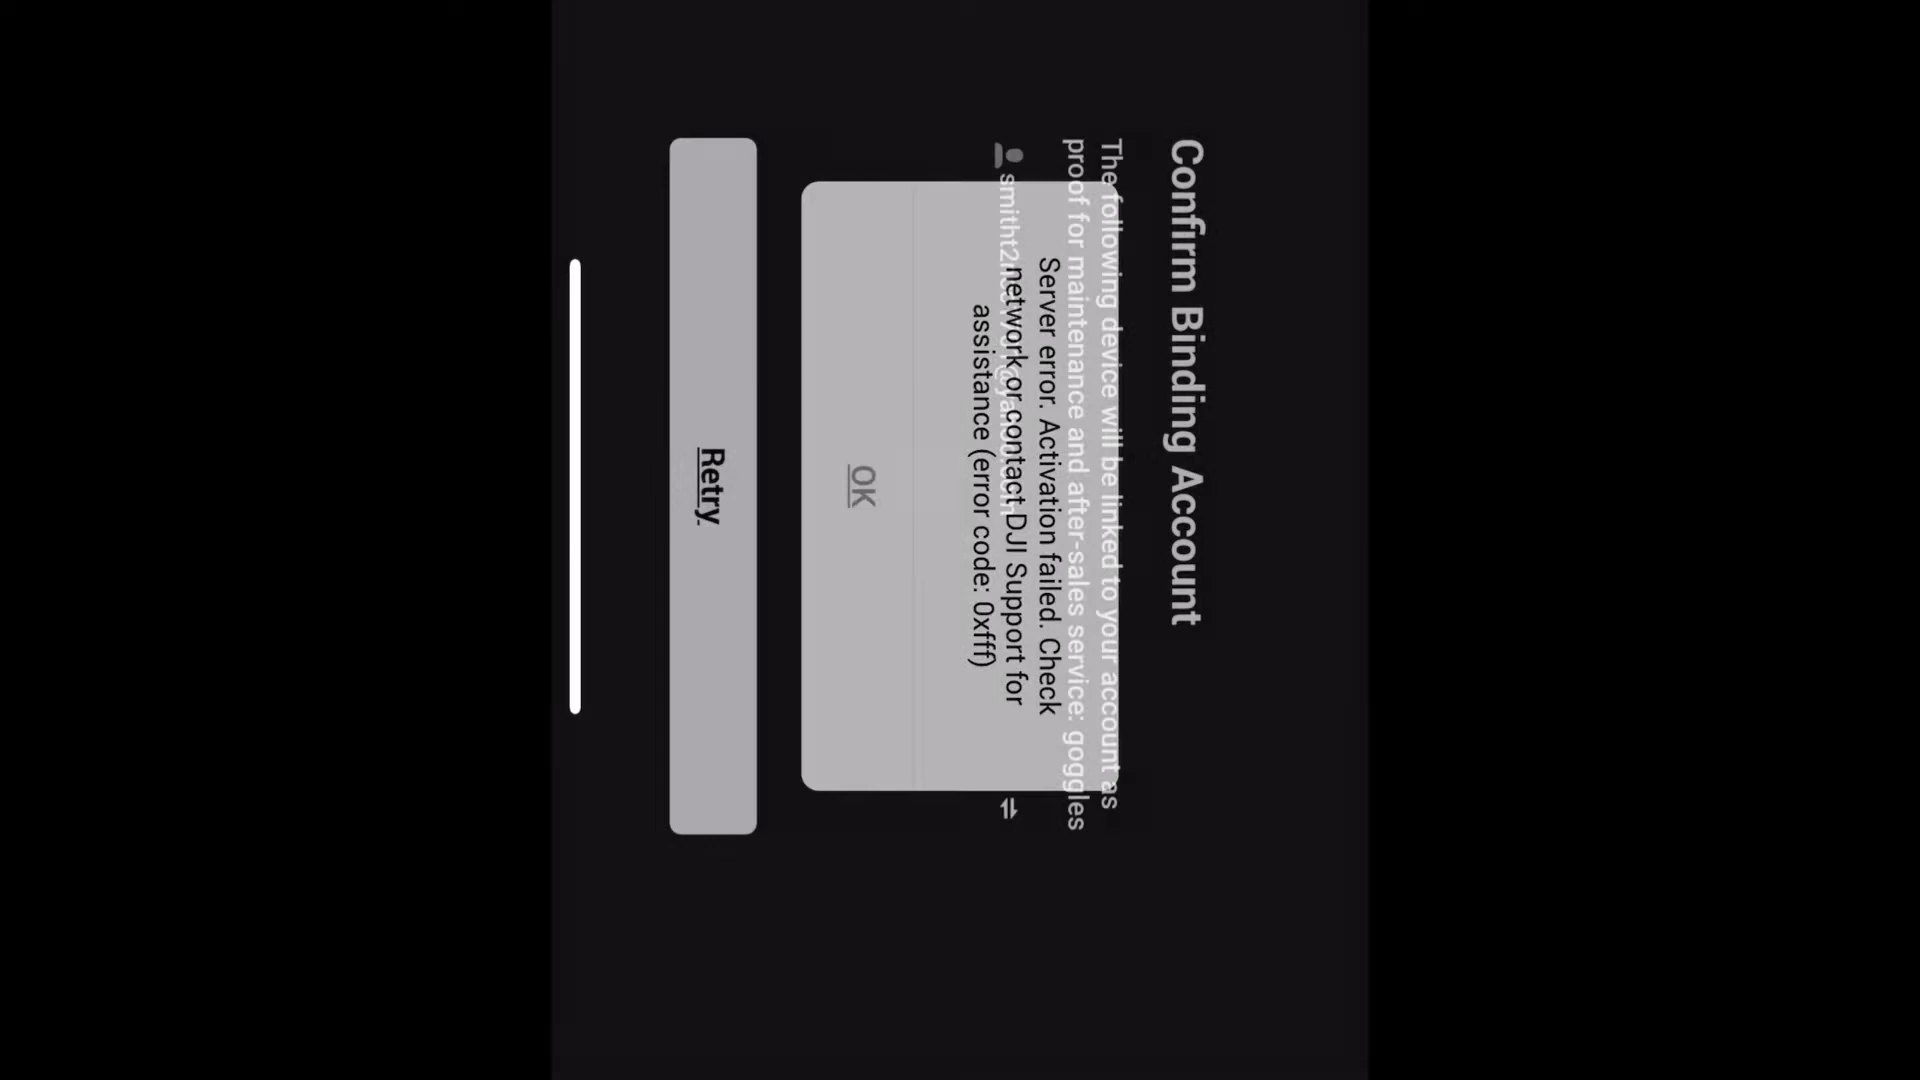 Confirm Binding Account
The following device will be linked to your account as
proof for maintenance and after-sales service: goggles
Server error. Activation failed. Check
network or contact DJI Support for
assistance (error code: 0xfff)
OK
Retry